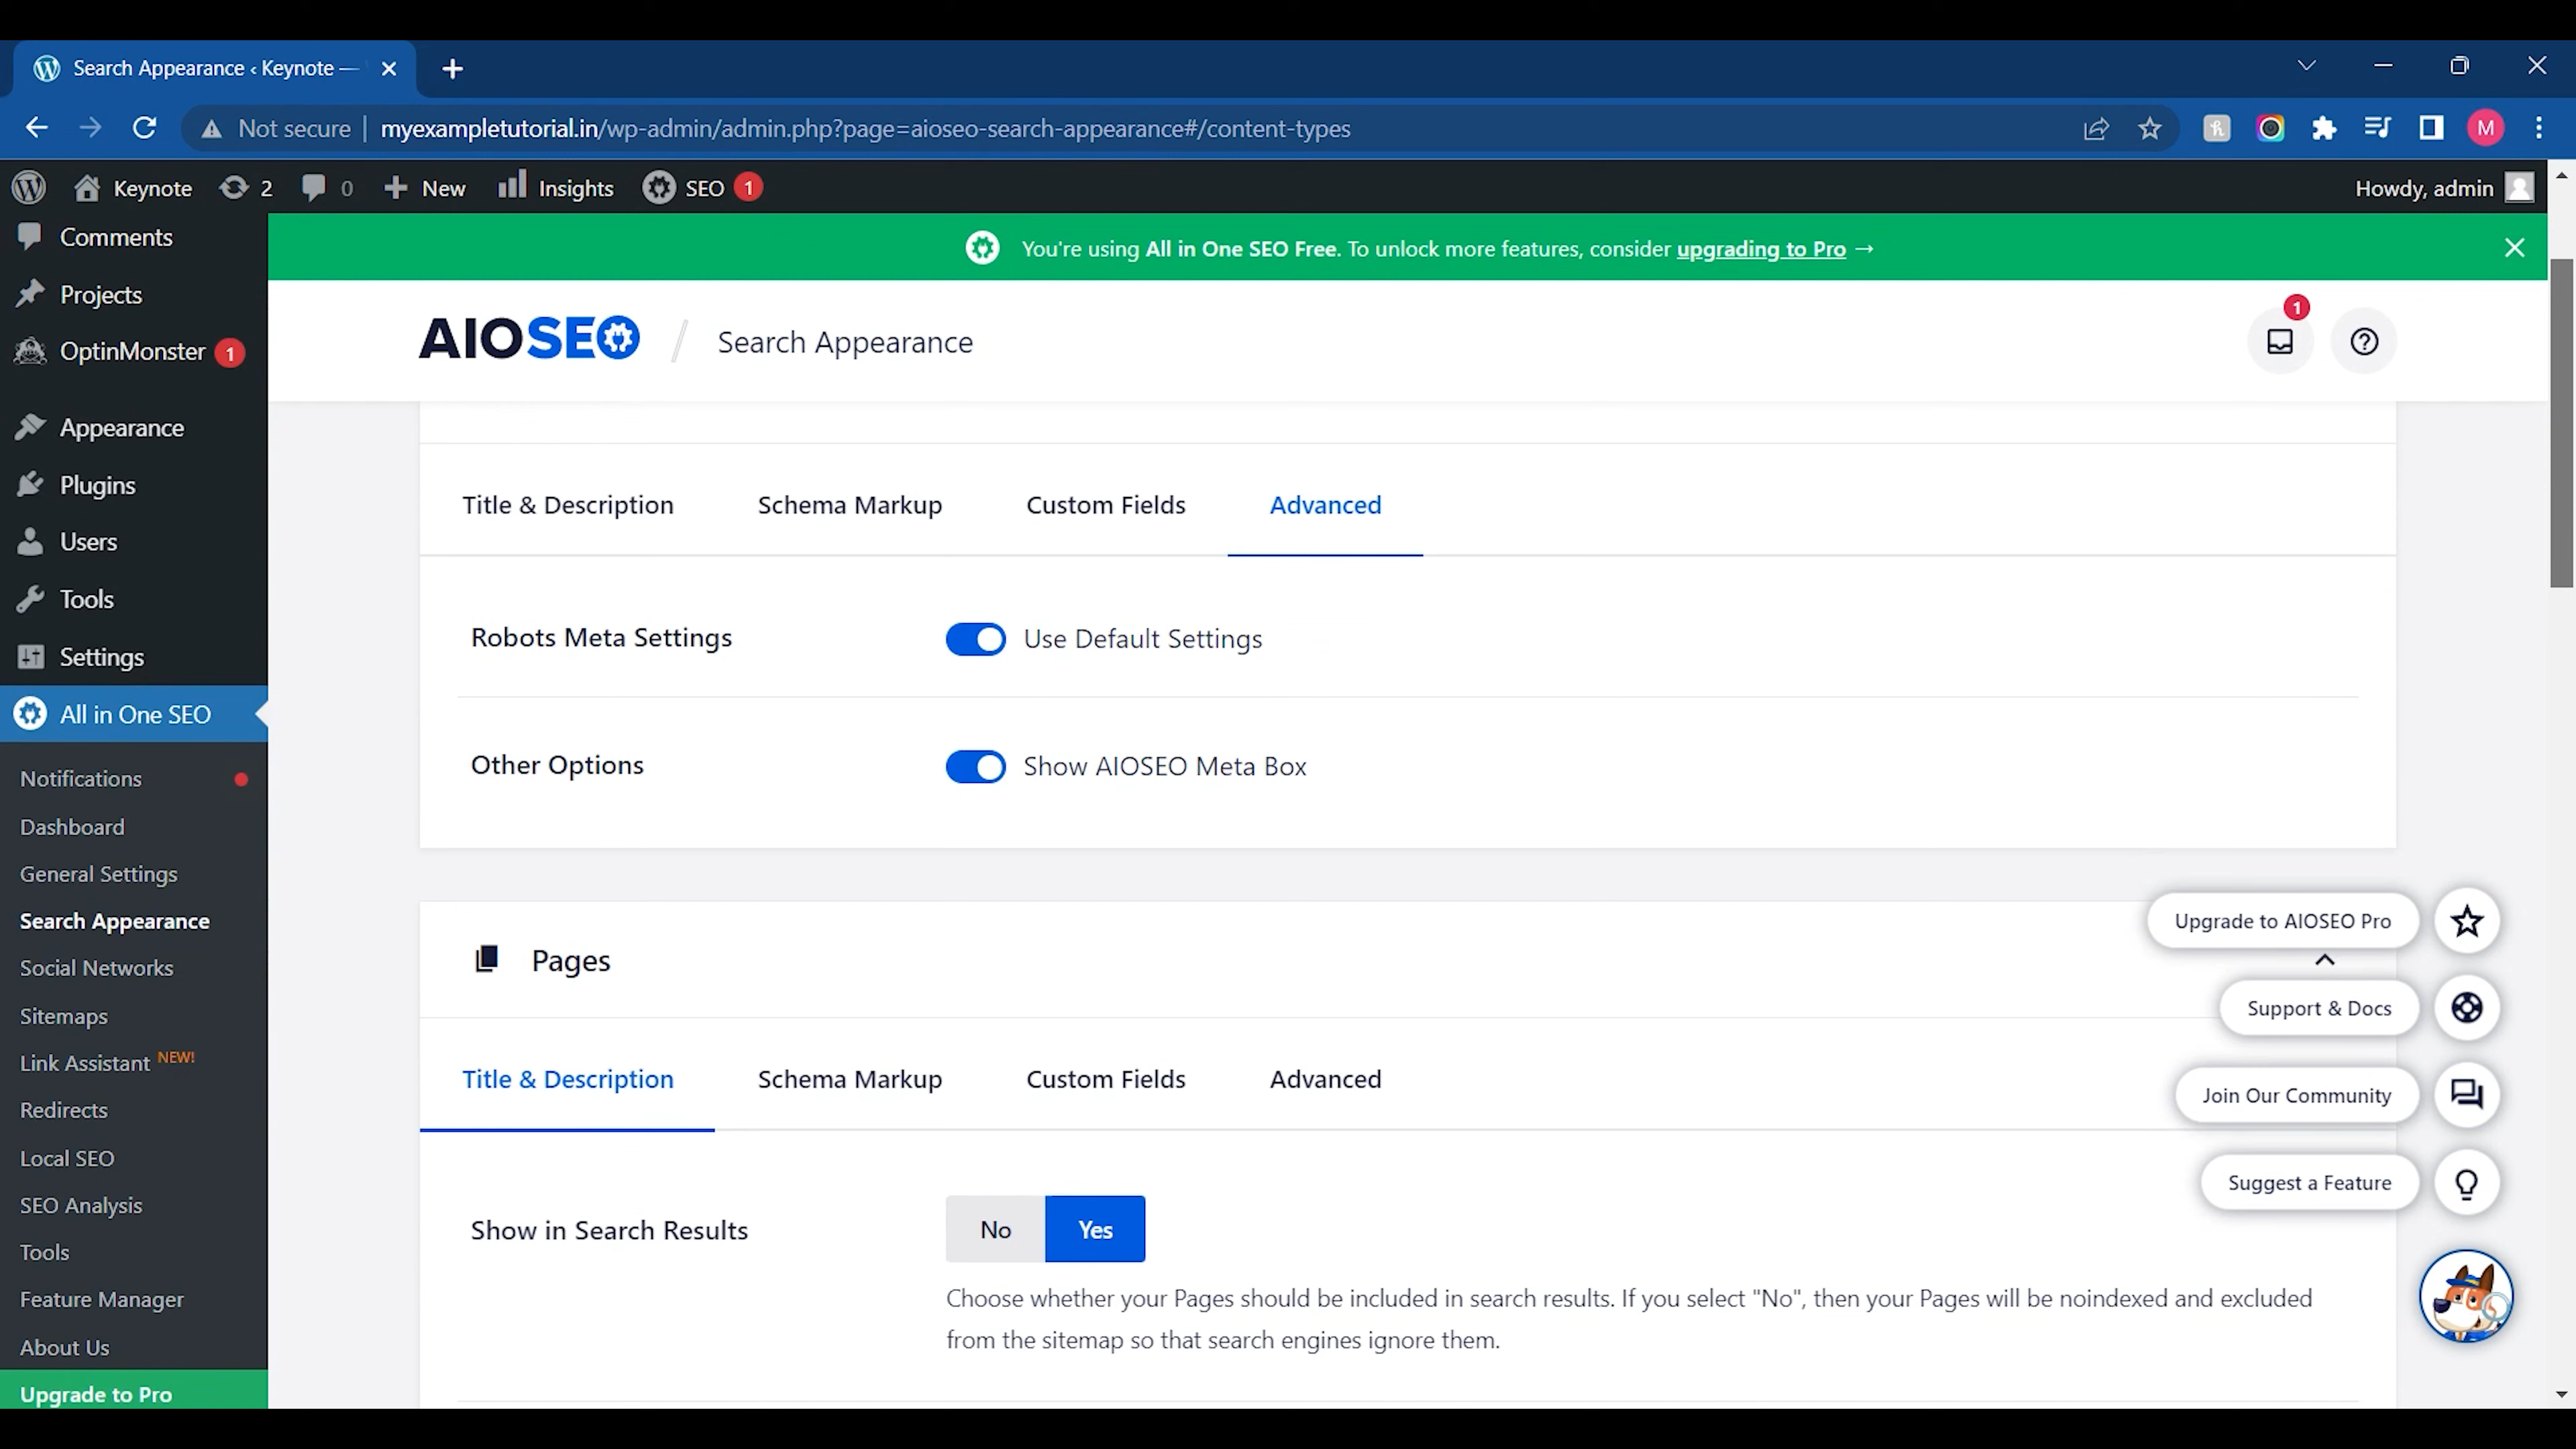 Search Appearance ‹ Keynote —
Not secure myexampletutorial.in/wp-admin/admin.php?page=aioseo-search-appearance#/content-types
M
Keynote 2 0 New Insights SEO 1 Howdy, admin
Comments
Projects
OptinMonster 1
Appearance
Plugins
Users
Tools
Settings
All in One SEO
Notifications
Dashboard
General Settings
Search Appearance
Social Networks
Sitemaps
Link Assistant NEW!
Redirects
Local SEO
SEO Analysis
Tools
Feature Manager
About Us
Upgrade to Pro
You're using All in One SEO Free. To unlock more features, consider upgrading to Pro →
AIOSEO / Search Appearance
1
Title & Description Schema Markup Custom Fields Advanced
Robots Meta Settings Use Default Settings
Other Options Show AIOSEO Meta Box
Pages
Title & Description Schema Markup Custom Fields Advanced
Show in Search Results No Yes
Choose whether your Pages should be included in search results. If you select "No", then your Pages will be noindexed and excluded
from the sitemap so that search engines ignore them.
Upgrade to AIOSEO Pro
Support & Docs
Join Our Community
Suggest a Feature